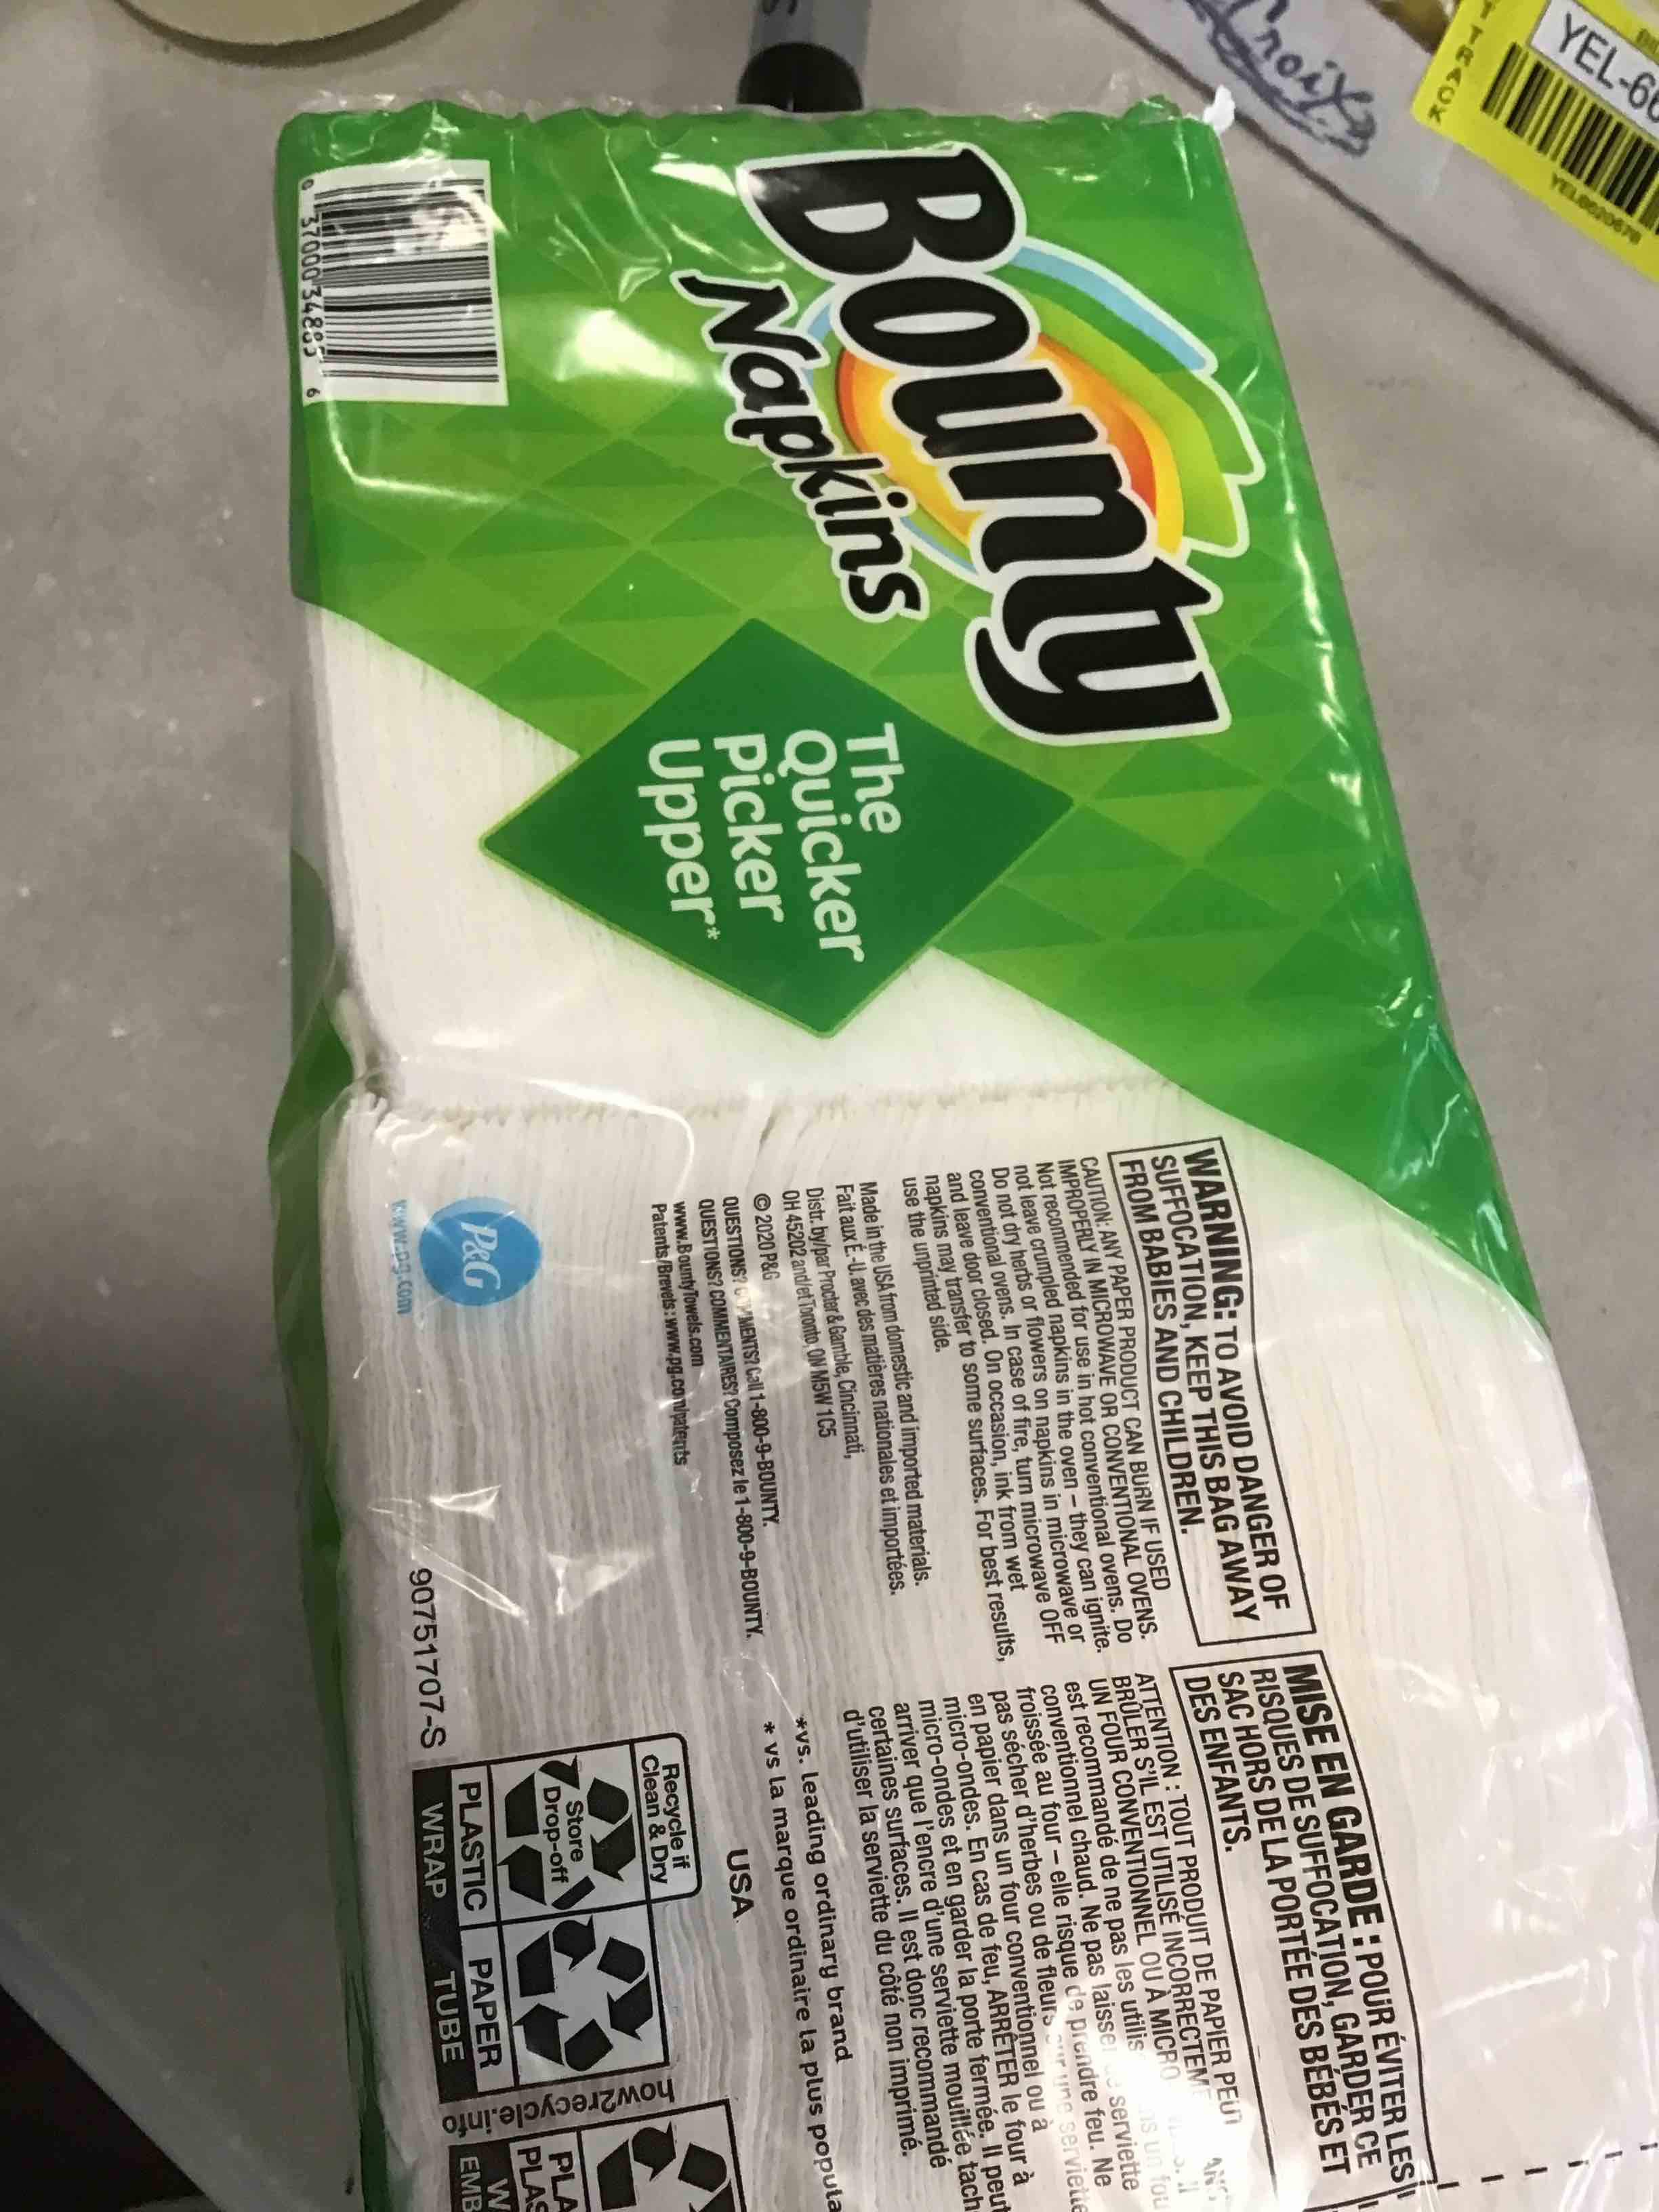 Bounty
Napkins
The
Quicker
Picker
Upper*
WARNING: TO AVOID DANGER OF
SUFFOCATION, KEEP THIS BAG AWAY
FROM BABIES AND CHILDREN.
CAUTION: ANY PAPER PRODUCT CAN BURN IF USED
IMPROPERLY IN MICROWAVE OR CONVENTIONAL OVENS.
Not recommended for use in hot conventional ovens. Do
not leave crumpled napkins in the oven – they can ignite.
Do not dry herbs or flowers on napkins in microwave or
conventional ovens. In case of fire, turn microwave OFF
and leave door closed. On occasion, ink from wet
napkins may transfer to some surfaces. For best results,
use the unprinted side.
Made in the USA from domestic and imported materials.
Fait aux É.-U. avec des matières nationales et importées.
Distr. by/par Procter & Gamble, Cincinnati,
OH 45202 and/et Toronto, ON M5W 1C5
© 2020 P&G
QUESTIONS? Call 1-800-9-BOUNTY.
QUESTIONS? COMMENTAIRES? Composez le 1-800-9-BOUNTY.
www.BountyTowels.com
Patents/Brevets: www.pg.com/patents
P&G
www.pg.com
90751707-S
MISE EN GARDE : POUR ÉVITER LES
RISQUES DE SUFFOCATION, GARDER CE
SAC HORS DE LA PORTÉE DES BÉBÉS ET
DES ENFANTS.
ATTENTION : TOUT PRODUIT DE PAPIER PEUT
BRÛLER S'IL EST UTILISÉ
UN FOUR CONVENTIONNEL OU À
est recommandé de ne pas les
conventionnel chaud. Ne pas serviette
froissée au four – elle risque de prendre feu. Ne
pas sécher d'herbes ou de fleurs sur une
en papier dans un four conventionnel ou à
micro-ondes. En cas de feu, ARRÊTER le four à
micro-ondes et en garder la porte fermée. Il peut
arriver que l'encre d'une serviette mouillée
certaines surfaces. Il est donc recommandé
d'utiliser la serviette du côté non imprimé.
*vs. leading ordinary brand
* vs la marque ordinaire la plus
USA
Recycle if
Clean & Dry
Store
Drop-off
PLASTIC
WRAP
PAPER
TUBE
how2recycle.info
YEL